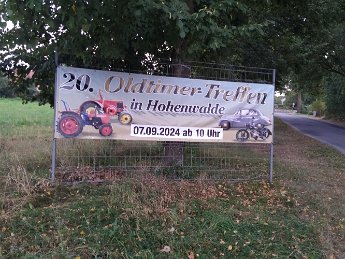 20. Oldtimer-Treffen
in Hohenwalde
07.09.2024 ab 10 Uhr